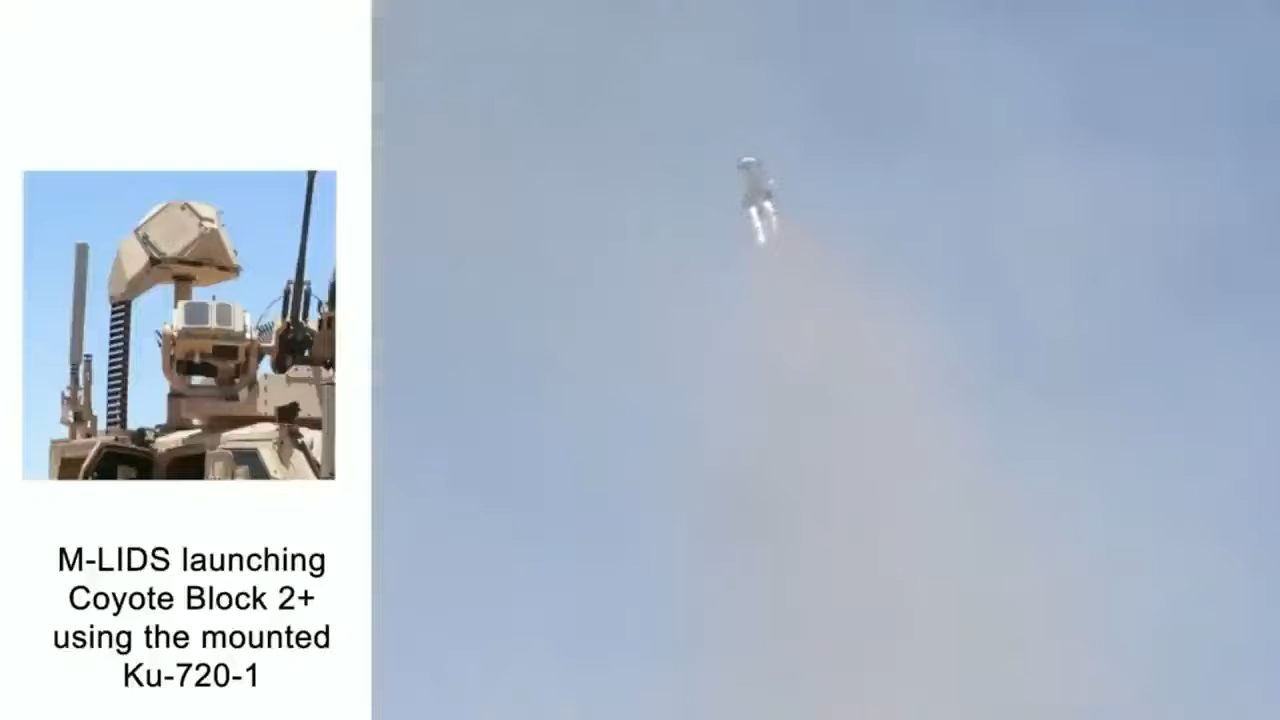 M-LIDS launching
Coyote Block 2+
using the mounted
Ku-720-1